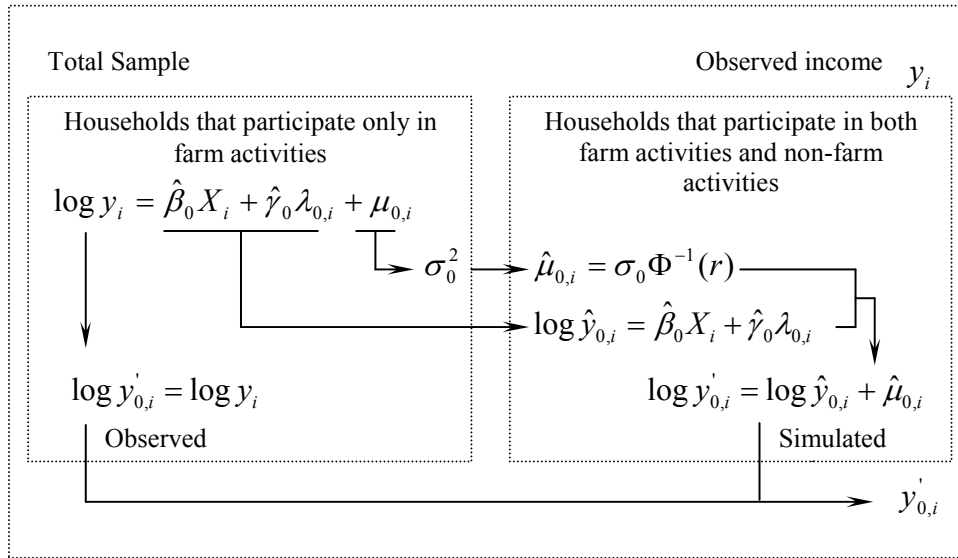 Total Sample
Observed income y_i
Households that participate only in
farm activities
log y_i = β̂_0 X_i + γ̂_0 λ_{0,i} + μ_{0,i}
σ_0^2
log y'_{0,i} = log y_i
Observed
Households that participate in both
farm activities and non-farm
activities
μ̂_{0,i} = σ_0 Φ^{-1}(r)
log ŷ_{0,i} = β̂_0 X_i + γ̂_0 λ_{0,i}
log y'_{0,i} = log ŷ_{0,i} + μ̂_{0,i}
Simulated
y'_{0,i}